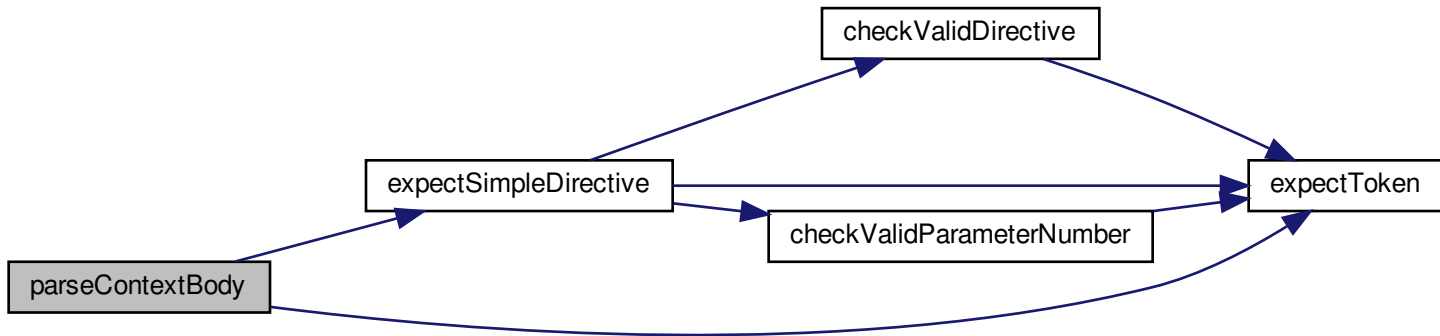 checkValidDirective
expectSimpleDirective
expectToken
checkValidParameterNumber
parseContextBody